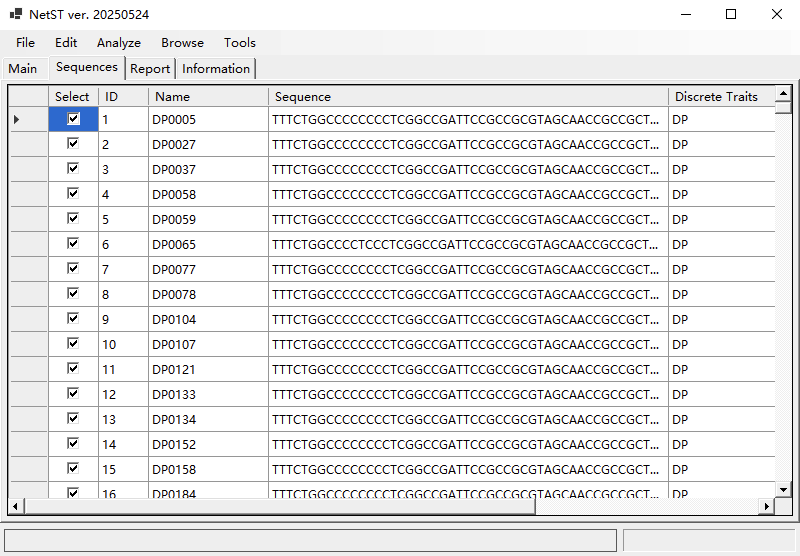 NetST ver. 20250524
File Edit Analyze Browse Tools
Main Sequences Report Information
Select ID Name Sequence Discrete Traits
1 DP0005 TTTCTGGCCCCCCCCTCGGCCGATTCCGCCGCGTAGCAACCGCCGCT... DP
2 DP0027 TTTCTGGCCCCCCCCTCGGCCGATTCCGCCGCGTAGCAACCGCCGCT... DP
3 DP0037 TTTCTGGCCCCCCCCTCGGCCGATTCCGCCGCGTAGCAACCGCCGCT... DP
4 DP0058 TTTCTGGCCCCCCCCTCGGCCGATTCCGCCGCGTAGCAACCGCCGCT... DP
5 DP0059 TTTCTGGCCCCCCCCTCGGCCGATTCCGCCGCGTAGCAACCGCCGCT... DP
6 DP0065 TTTCTGGCCCCTCCCTCGGCCGATTCCGCCGCGTAGCAACCGCCGCT... DP
7 DP0077 TTTCTGGCCCCCCCCTCGGCCGATTCCGCCGCGTAGCAACCGCCGCT... DP
8 DP0078 TTTCTGGCCCCCCCCTCGGCCGATTCCGCCGCGTAGCAACCGCCGCT... DP
9 DP0104 TTTCTGGCCCCCCCCTCGGCCGATTCCGCCGCGTAGCAACCGCCGCT... DP
10 DP0107 TTTCTGGCCCCCCCCTCGGCCGATTCCGCCGCGTAGCAACCGCCGCT... DP
11 DP0121 TTTCTGGCCCCCCCCTCGGCCGATTCCGCCGCGTAGCAACCGCCGCT... DP
12 DP0133 TTTCTGGCCCCCCCCTCGGCCGATTCCGCCGCGTAGCAACCGCCGCT... DP
13 DP0134 TTTCTGGCCCCCCCCTCGGCCGATTCCGCCGCGTAGCAACCGCCGCT... DP
14 DP0152 TTTCTGGCCCCCCCCTCGGCCGATTCCGCCGCGTAGCAACCGCCGCT... DP
15 DP0158 TTTCTGGCCCCCCCCTCGGCCGATTCCGCCGCGTAGCAACCGCCGCT... DP
16 DP0184 TTTCTGGCCCCCCCCTCGGCCGATTCCGCCGCGTAGCAACCGCCGCT... DP